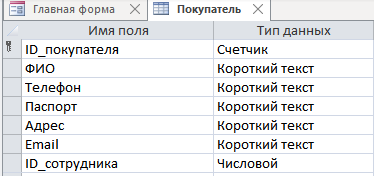 Главная форма Покупатель
Имя поля Тип данных
ID_покупателя Счетчик
ФИО Короткий текст
Телефон Короткий текст
Паспорт Короткий текст
Адрес Короткий текст
Email Короткий текст
ID_сотрудника Числовой